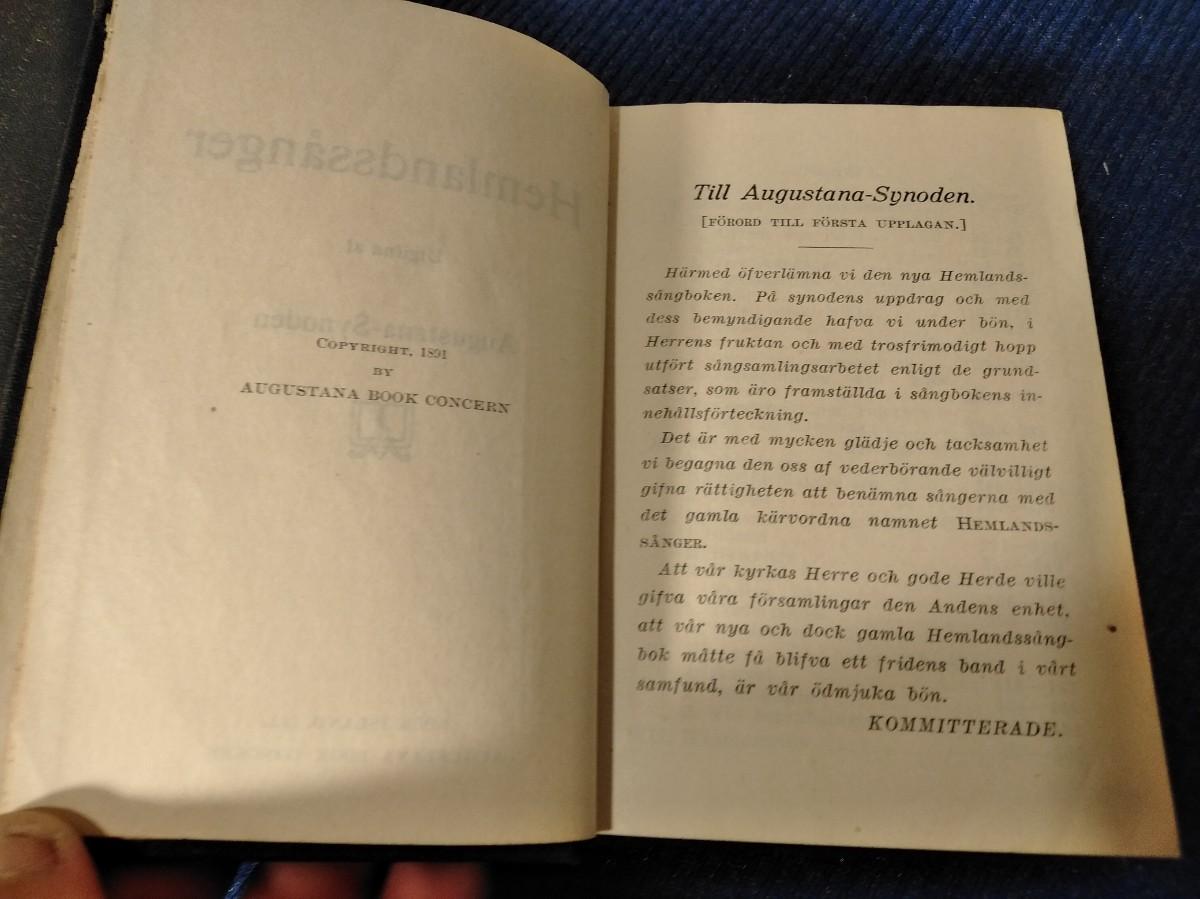 Hemlandssånger
Utgifna af
Augustana-Synoden
COPYRIGHT, 1891
BY
AUGUSTANA BOOK CONCERN
Till Augustana-Synoden.
[FÖRORD TILL FÖRSTA UPPLAGAN.]
Härmed öfverlämna vi den nya Hemlands-
sångboken. På synodens uppdrag och med
dess bemyndigande hafva vi under bön, i
Herrens fruktan och med trosfrimodigt hopp
utfört sångsamlingsarbetet enligt de grund-
satser, som äro framställda i sångbokens in-
nehållsförteckning.
Det är med mycken glädje och tacksamhet
vi begagna den oss af vederbörande välvilligt
gifna rättigheten att benämna sångerna med
det gamla kärvordna namnet HEMLANDS-
SÅNGER.
Att vår kyrkas Herre och gode Herde ville
gifva våra församlingar den Andens enhet,
att vår nya och dock gamla Hemlandssång-
bok måtte få blifva ett fridens band i vårt
samfund, är vår ödmjuka bön.
KOMMITTERADE.